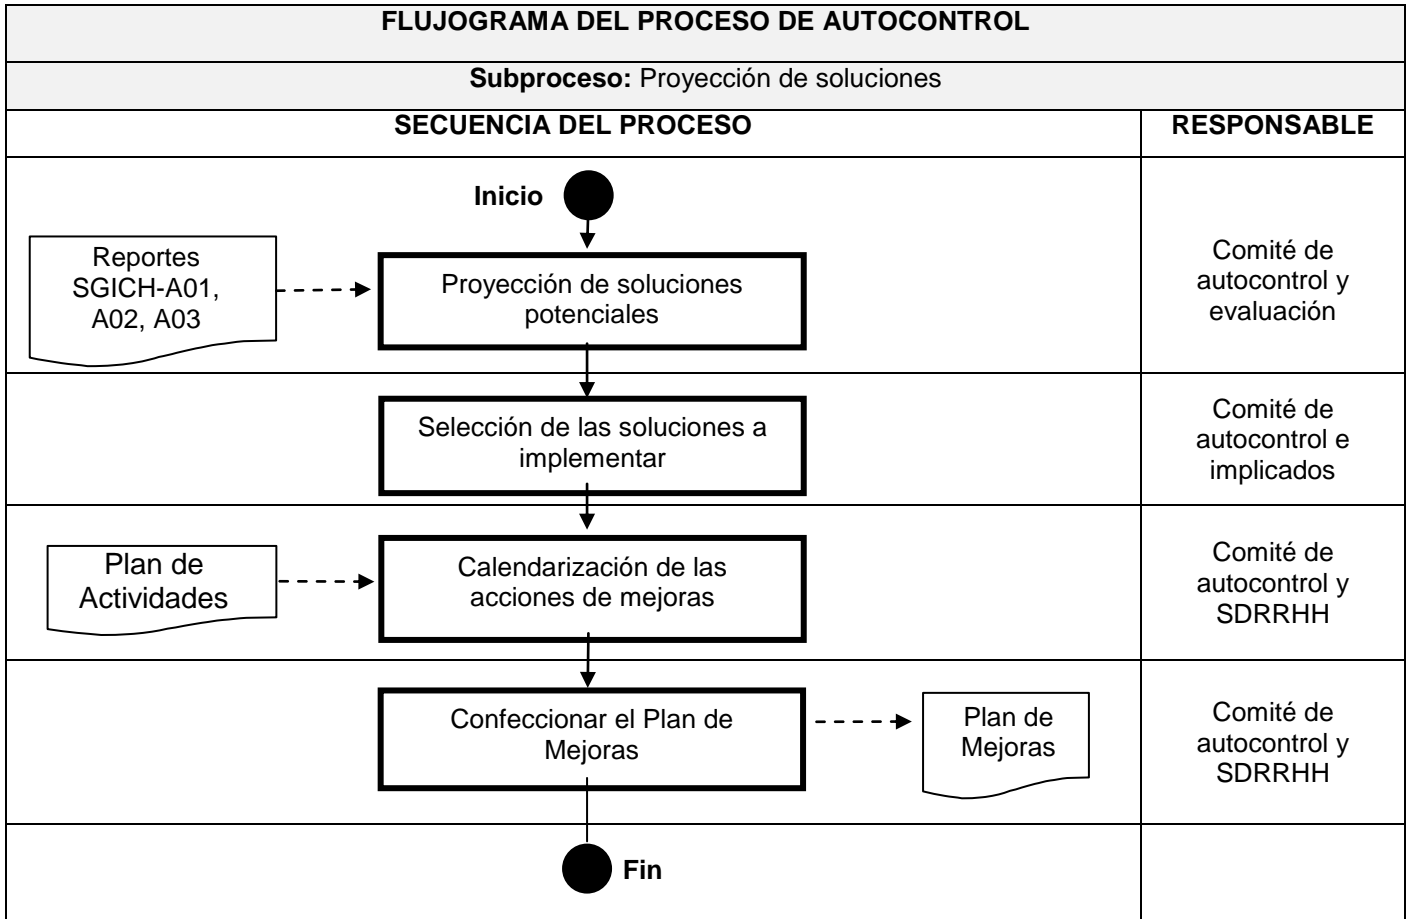 FLUJOGRAMA DEL PROCESO DE AUTOCONTROL
Subproceso: Proyección de soluciones
SECUENCIA DEL PROCESO
RESPONSABLE
Inicio
Reportes
SGICH-A01,
A02, A03
Proyección de soluciones
potenciales
Comité de
autocontrol y
evaluación
Selección de las soluciones a
implementar
Comité de
autocontrol e
implicados
Plan de
Actividades
Calendarización de las
acciones de mejoras
Comité de
autocontrol y
SDRRHH
Confeccionar el Plan de
Mejoras
Plan de
Mejoras
Comité de
autocontrol y
SDRRHH
Fin